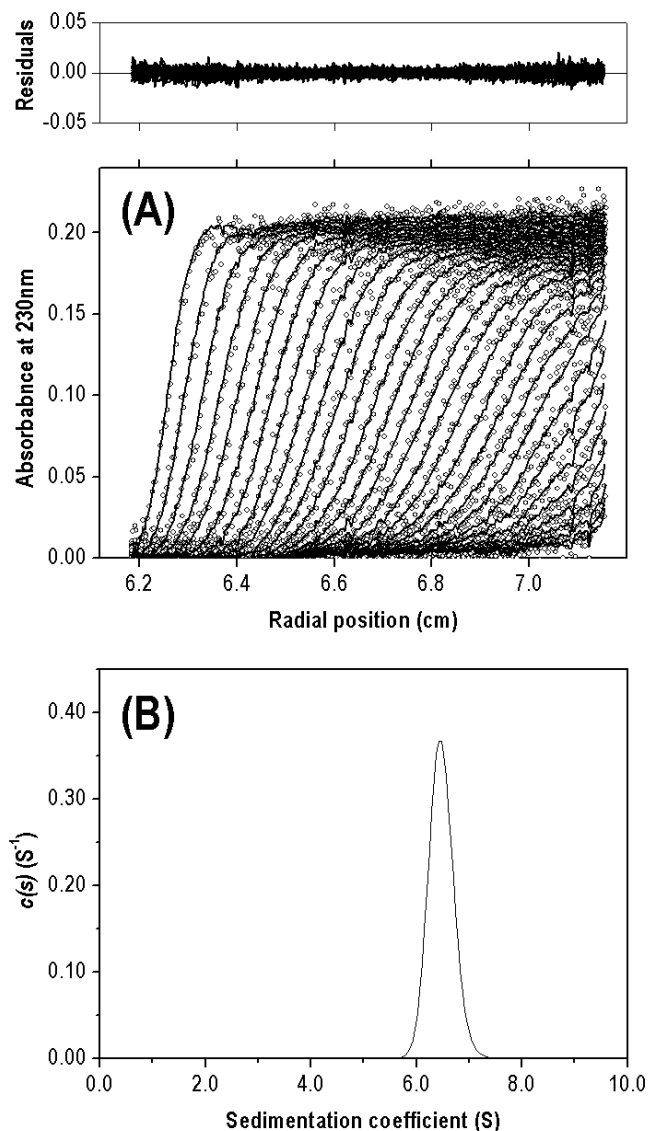 0.05
0.00
-0.05
Residuals
(A)
0.20
0.15
0.10
0.05
0.00
Absorbabnce at 230nm
6.2 6.4 6.6 6.8 7.0
Radial position (cm)
(B)
0.40
0.30
0.20
0.10
0.00
c(s) (S⁻¹)
0.0 2.0 4.0 6.0 8.0 10.0
Sedimentation coefficient (S)